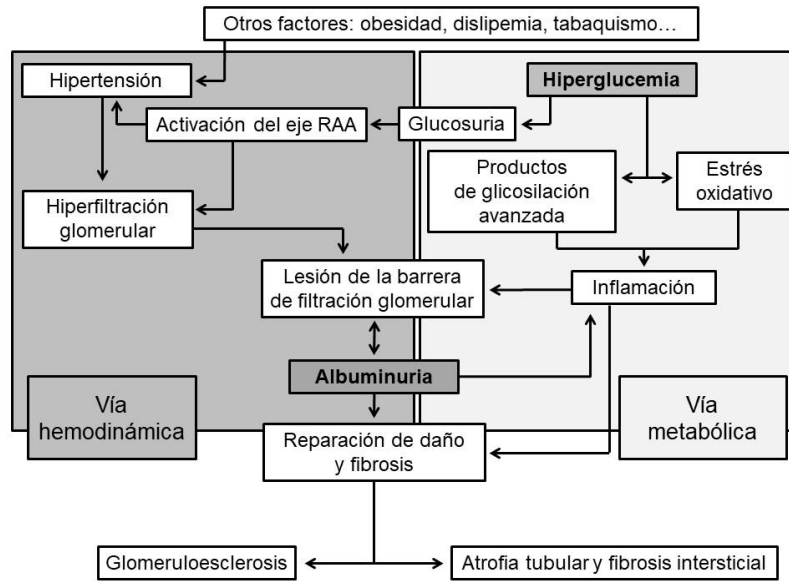 Otros factores: obesidad, dislipemia, tabaquismo…
Hipertensión
Hiperglucemia
Activación del eje RAA
Glucosuria
Productos
de glicosilación
avanzada
Estrés
oxidativo
Hiperfiltración
glomerular
Lesión de la barrera
de filtración glomerular
Inflamación
Albuminuria
Vía
hemodinámica
Vía
metabólica
Reparación de daño
y fibrosis
Glomeruloesclerosis
Atrofia tubular y fibrosis intersticial